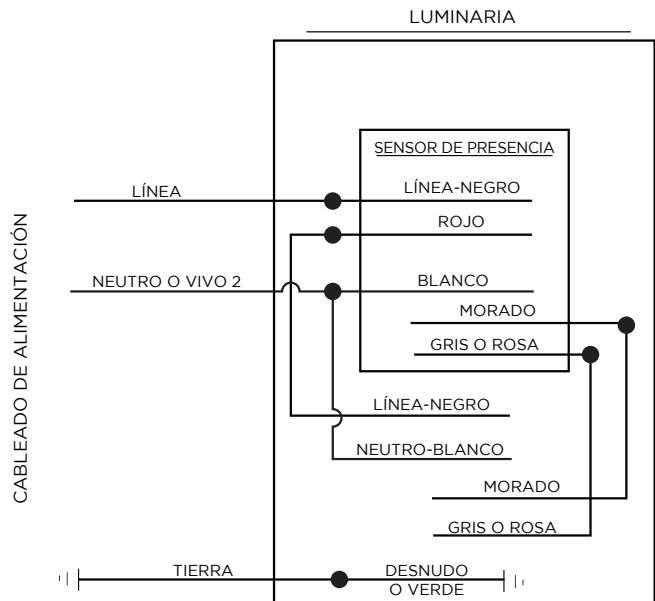 LUMINARIA
SENSOR DE PRESENCIA
LÍNEA
LÍNEA-NEGRO
ROJO
CABLEADO DE ALIMENTACIÓN
NEUTRO O VIVO 2
BLANCO
MORADO
GRIS O ROSA
LÍNEA-NEGRO
NEUTRO-BLANCO
MORADO
GRIS O ROSA
TIERRA
DESNUDO
O VERDE